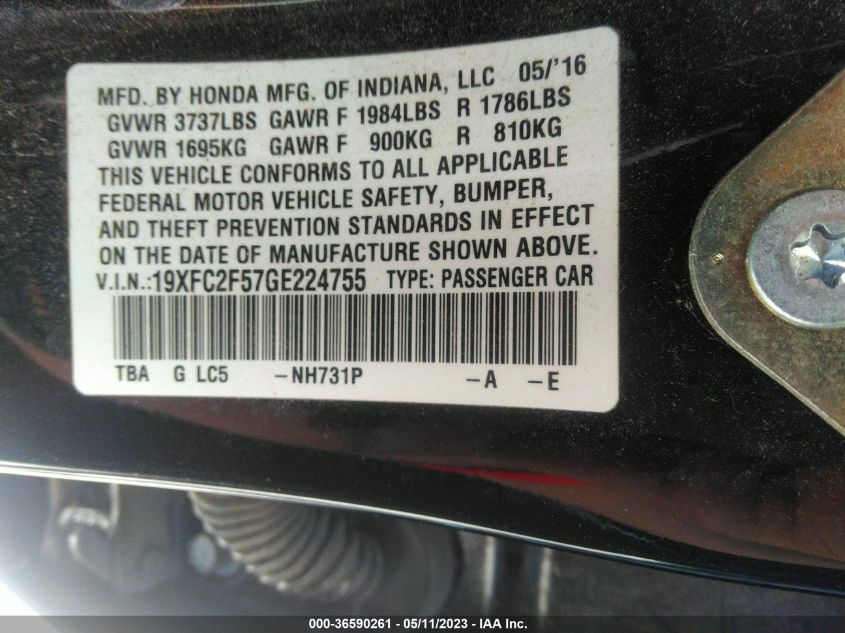 MFD. BY HONDA MFG. OF INDIANA, LLC 05/'16
GVWR 3737LBS GAWR F 1984LBS R 1786LBS
GVWR 1695KG GAWR F 900KG R 810KG
THIS VEHICLE CONFORMS TO ALL APPLICABLE
FEDERAL MOTOR VEHICLE SAFETY, BUMPER,
AND THEFT PREVENTION STANDARDS IN EFFECT
ON THE DATE OF MANUFACTURE SHOWN ABOVE.
V.I.N.:19XFC2F57GE224755 TYPE: PASSENGER CAR
TBA G LC5 -NH731P -A -E
000-36590261 - 05/11/2023 - IAA Inc.